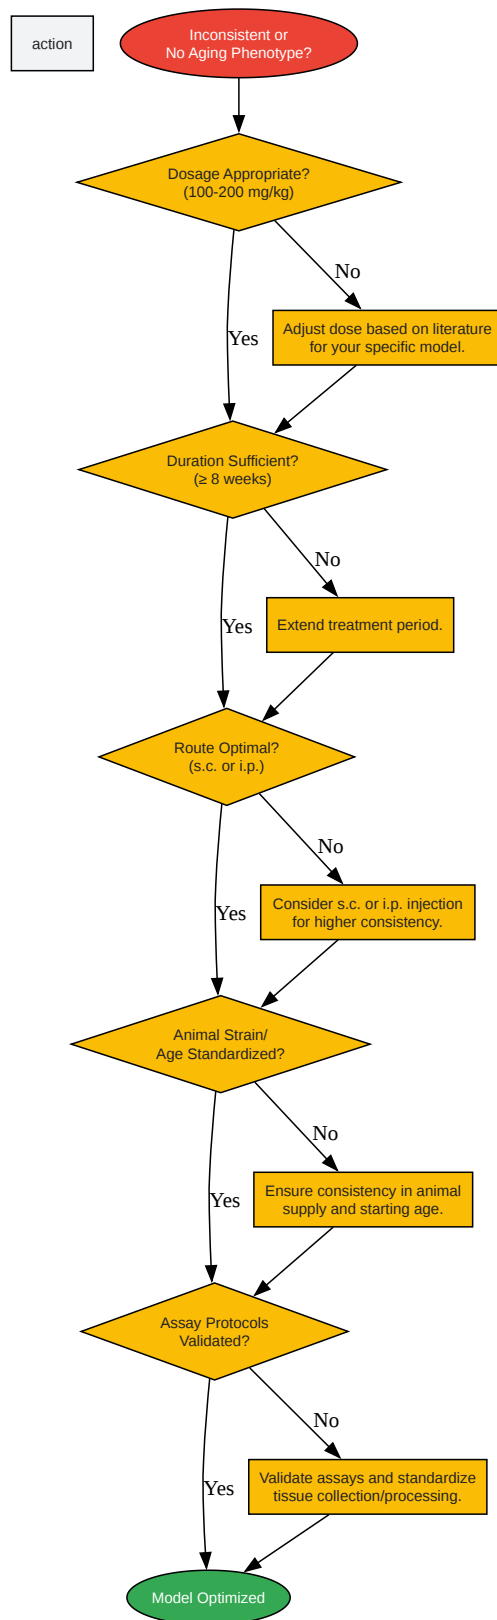 action
Inconsistent or
No Aging Phenotype?
Dosage Appropriate?
(100-200 mg/kg)
No
Yes
Adjust dose based on literature
for your specific model.
Duration Sufficient?
(≥ 8 weeks)
No
Yes
Extend treatment period.
Route Optimal?
(s.c. or i.p.)
No
Yes
Consider s.c. or i.p. injection
for higher consistency.
Animal Strain/
Age Standardized?
No
Yes
Ensure consistency in animal
supply and starting age.
Assay Protocols
Validated?
No
Yes
Validate assays and standardize
tissue collection/processing.
Model Optimized